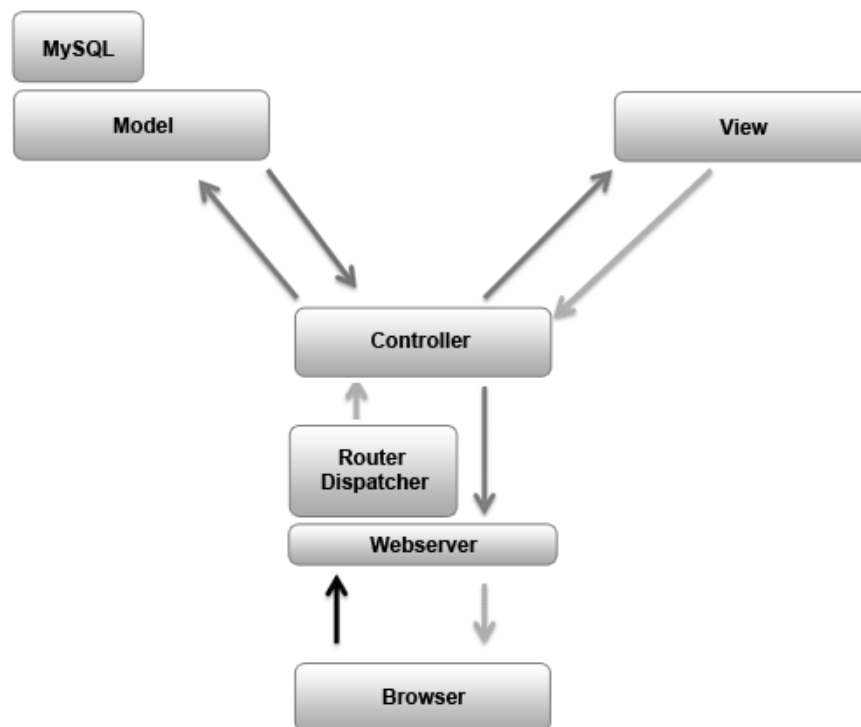 MySQL
Model
View
Controller
Router
Dispatcher
Webserver
Browser